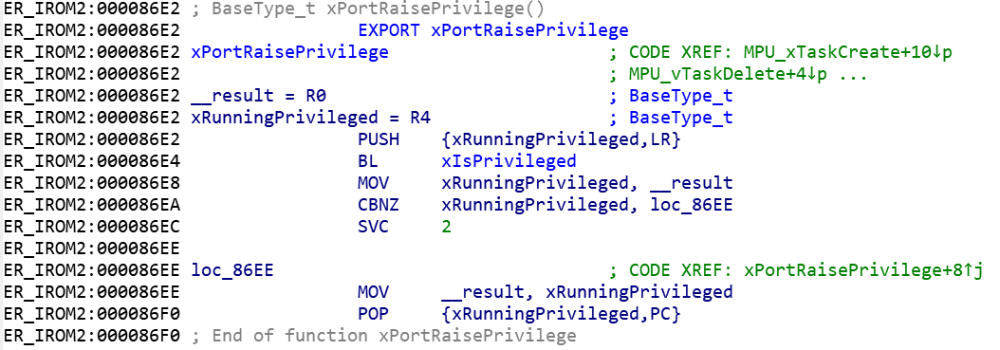 ER_IROM2:000086E2 ; BaseType_t xPortRaisePrivilege()
ER_IROM2:000086E2 EXPORT xPortRaisePrivilege
ER_IROM2:000086E2 xPortRaisePrivilege ; CODE XREF: MPU_xTaskCreate+10↓p
ER_IROM2:000086E2 ; MPU_vTaskDelete+4↓p ...
ER_IROM2:000086E2 __result = R0 ; BaseType_t
ER_IROM2:000086E2 xRunningPrivileged = R4 ; BaseType_t
ER_IROM2:000086E2 PUSH {xRunningPrivileged,LR}
ER_IROM2:000086E4 BL xIsPrivileged
ER_IROM2:000086E8 MOV xRunningPrivileged, __result
ER_IROM2:000086EA CBNZ xRunningPrivileged, loc_86EE
ER_IROM2:000086EC SVC 2
ER_IROM2:000086EE
ER_IROM2:000086EE loc_86EE ; CODE XREF: xPortRaisePrivilege+8↑j
ER_IROM2:000086EE MOV __result, xRunningPrivileged
ER_IROM2:000086F0 POP {xRunningPrivileged,PC}
ER_IROM2:000086F0 ; End of function xPortRaisePrivilege